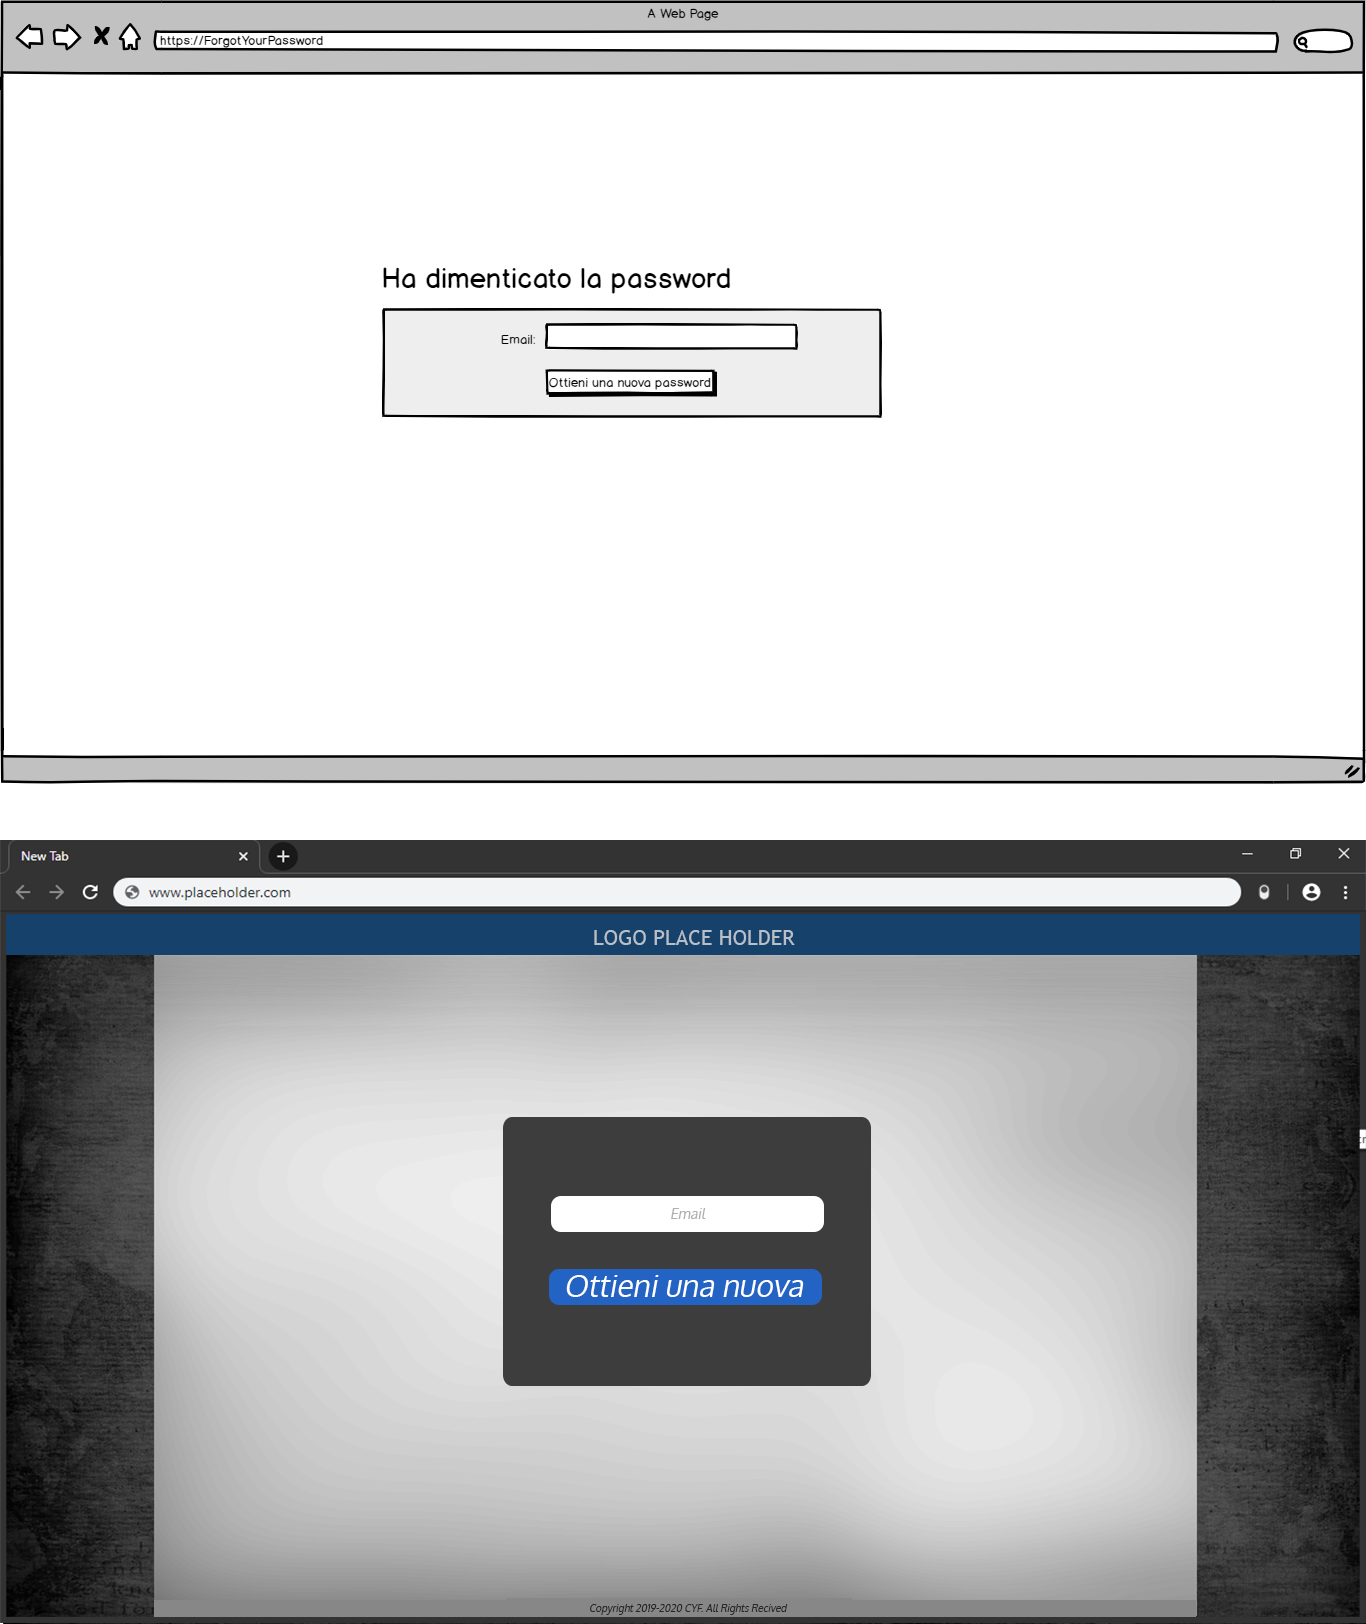 A Web Page
https://ForgotYourPassword
Ha dimenticato la password
Email:
Ottieni una nuova password
New Tab
www.placeholder.com
LOGO PLACE HOLDER
Email
Ottieni una nuova
Copyright 2019-2020 CYF. All Rights Recived